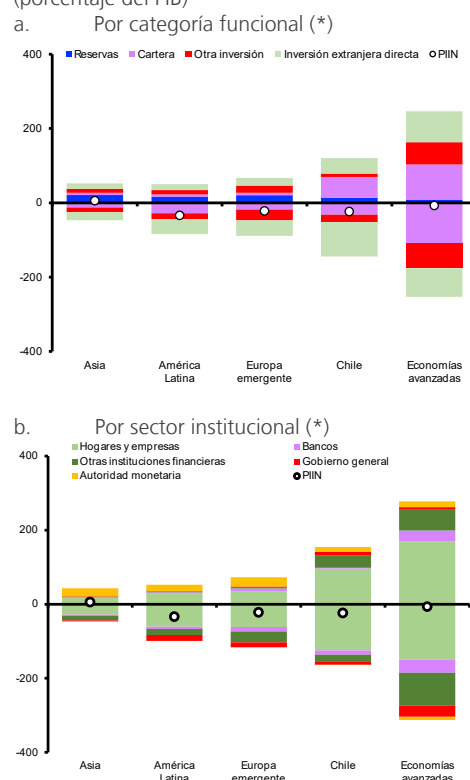 (porcentaje del PIB)
a. Por categoría funcional (*)
400
Reservas Cartera Otra inversión Inversión extranjera directa PIIN
200
0
-200
-400
Asia América Latina Europa emergente Chile Economías avanzadas
b. Por sector institucional (*)
Hogares y empresas Bancos
Otras instituciones financieras Gobierno general
Autoridad monetaria PIIN
400
200
0
-200
-400
Asia América Latina Europa emergente Chile Economías avanzadas